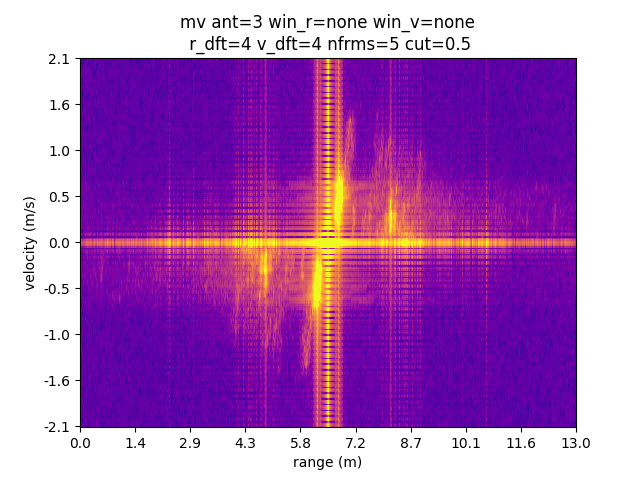 mv ant=3 win_r=none win_v=none
r_dft=4 v_dft=4 nfrms=5 cut=0.5
2.1
1.6
1.0
0.5
0.0
-0.5
-1.0
-1.6
-2.1
velocity (m/s)
0.0 1.4 2.9 4.3 5.8 7.2 8.7 10.1 11.6 13.0
range (m)